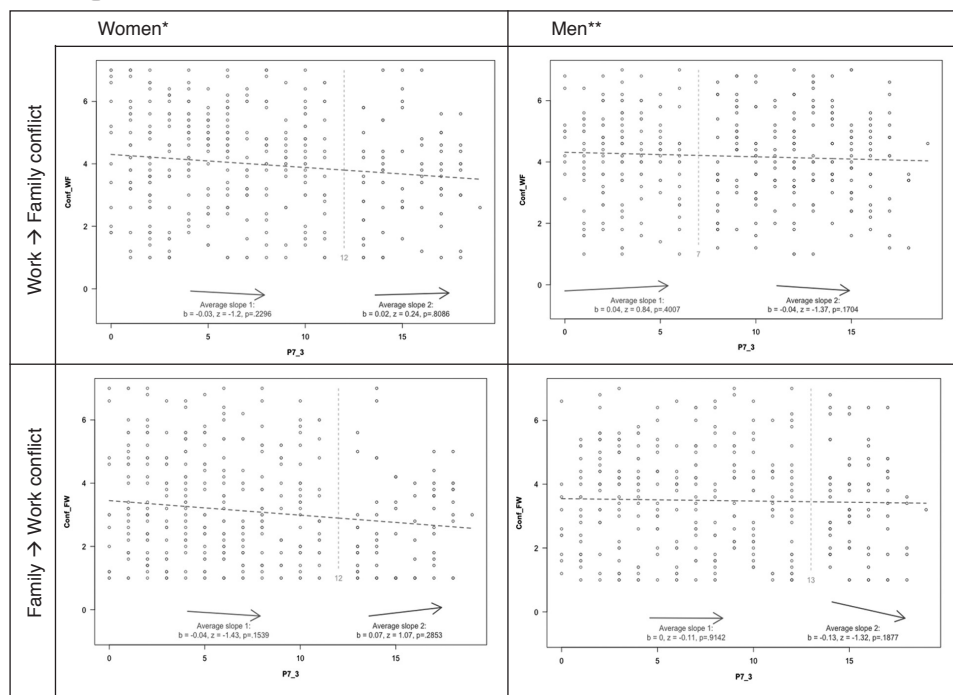 Women*
Men**
Work → Family conflict
Conf_WF
6
4
2
0
12
Average slope 1:
b = -0.03, z = -1.2, p=.2296
Average slope 2:
b = 0.02, z = 0.24, p=.8086
0
5
10
15
P7_3
Conf_WF
6
4
2
0
7
Average slope 1:
b = 0.04, z = 0.84, p=.4007
Average slope 2:
b = -0.04, z = -1.37, p=.1704
0
5
10
15
P7_3
Family → Work conflict
Conf_FW
6
4
2
0
12
Average slope 1:
b = -0.04, z = -1.43, p=.1539
Average slope 2:
b = 0.07, z = 1.07, p=.2853
0
5
10
15
P7_3
Conf_FW
6
4
2
0
13
Average slope 1:
b = 0, z = -0.11, p=.9142
Average slope 2:
b = -0.13, z = -1.32, p=.1877
0
5
10
15
P7_3